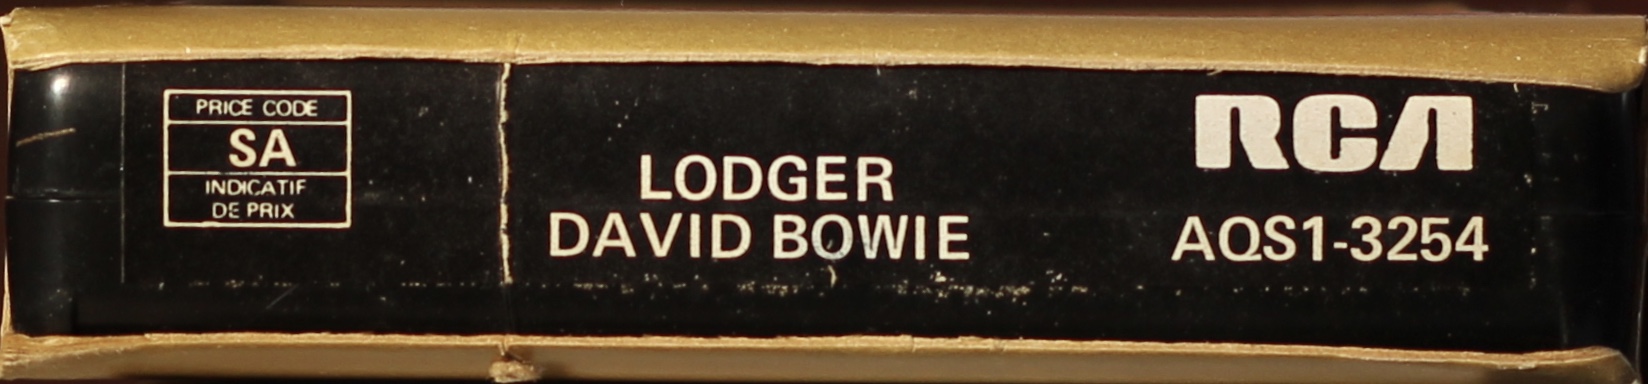 PRICE CODE
SA
INDICATIF
DE PRIX
LODGER
DAVID BOWIE
RCA
AQS1-3254